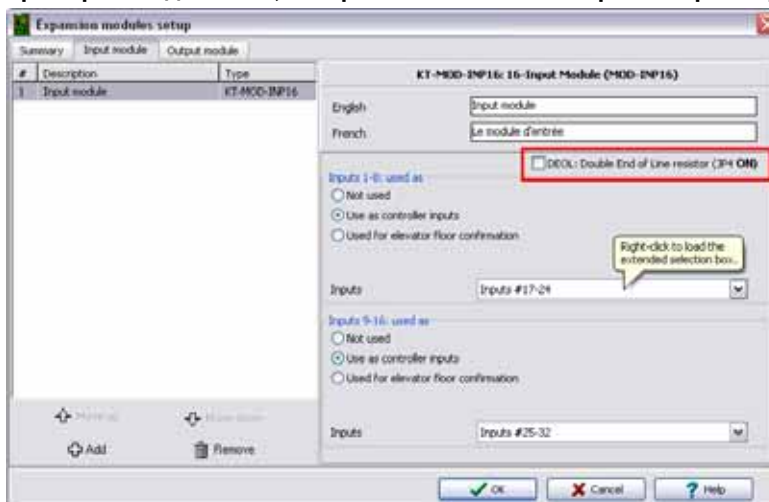 Expansion modules setup
Summary Input module Output module
# Description Type
1 Input module KT-MOD-INP16
KT-MOD-INP16: 16-Input Module (MOD-INP16)
English Input module
French Le module d'entrée
DEOL: Double End of Line resistor (JP4 ON)
Inputs 1-8: used as
Not used
Use as controller inputs
Used for elevator floor confirmation
Right-click to load the
extended selection box.
Inputs Inputs #17-24
Inputs 9-16: used as
Not used
Use as controller inputs
Used for elevator floor confirmation
Move up Move down
Inputs Inputs #25-32
Add Remove
OK Cancel Help